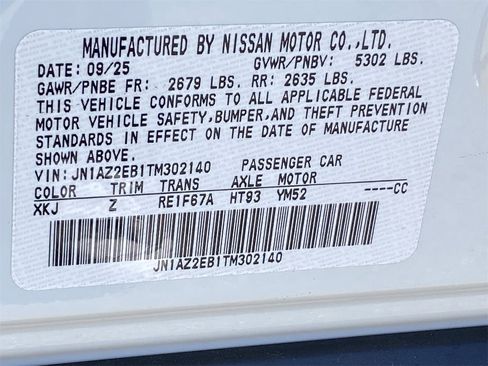 MANUFACTURED BY NISSAN MOTOR CO.,LTD.
DATE: 09/25 GVWR/PNBV: 5302 LBS.
GAWR/PNBE FR: 2679 LBS. RR: 2635 LBS.
THIS VEHICLE CONFORMS TO ALL APPLICABLE FEDERAL
MOTOR VEHICLE SAFETY,BUMPER,AND THEFT PREVENTION
STANDARDS IN EFFECT ON THE DATE OF MANUFACTURE
SHOWN ABOVE.
VIN: JN1AZ2EB1TM302140 PASSENGER CAR
COLOR TRIM TRANS AXLE MOTOR
XKJ Z RE1F67A HT93 YM52 ----CC
JN1AZ2EB1TM302140